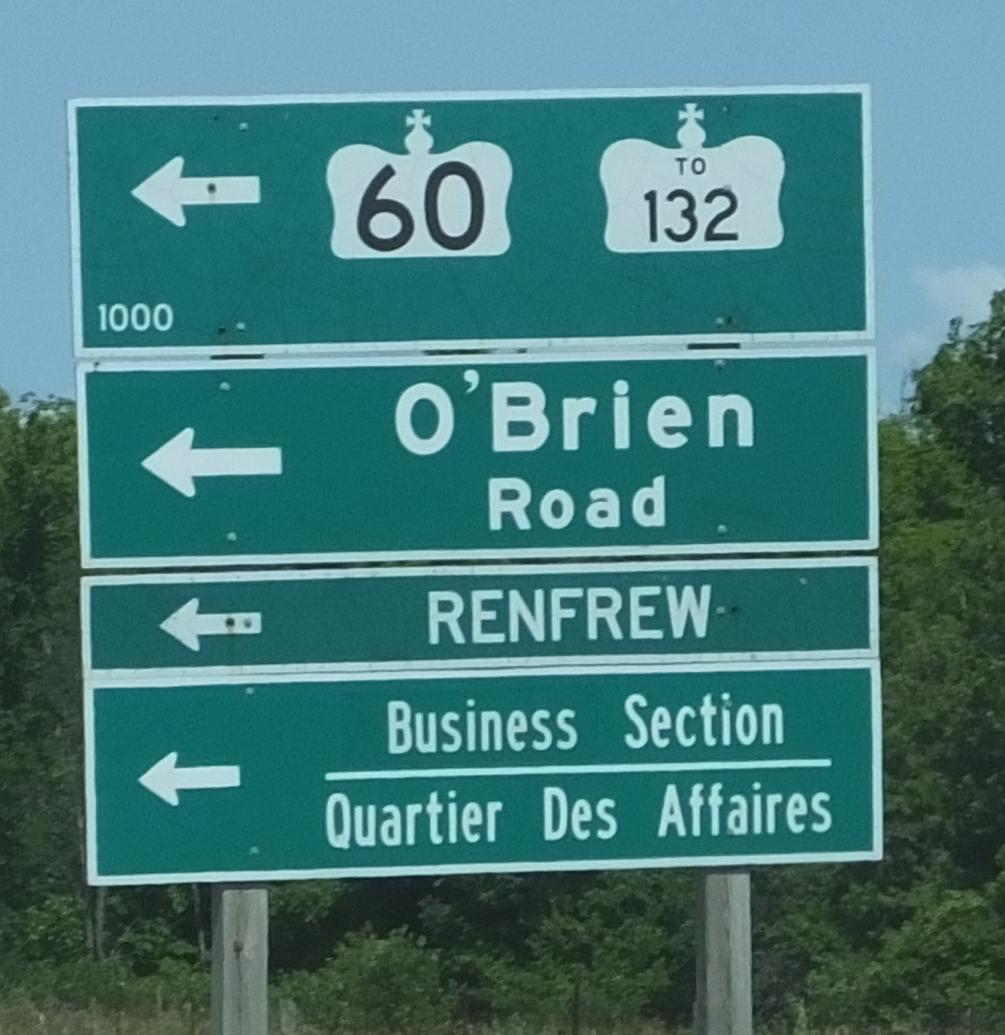 60
TO
132
1000
O'Brien
Road
RENFREW
Business Section
Quartier Des Affaires